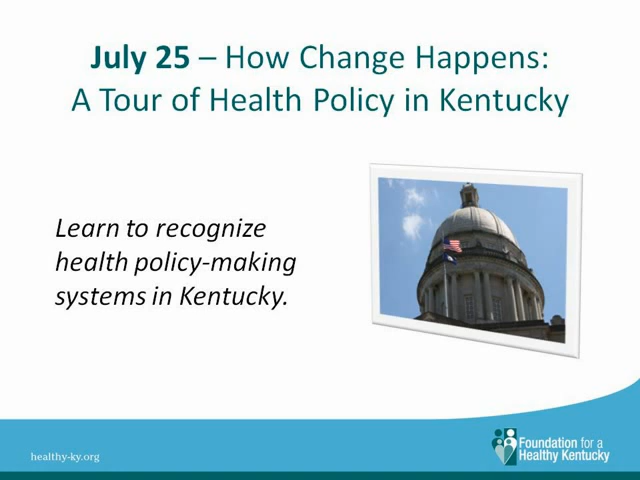 July 25 – How Change Happens:
A Tour of Health Policy in Kentucky
Learn to recognize
health policy-making
systems in Kentucky.
healthy-ky.org
Foundation for a
Healthy Kentucky